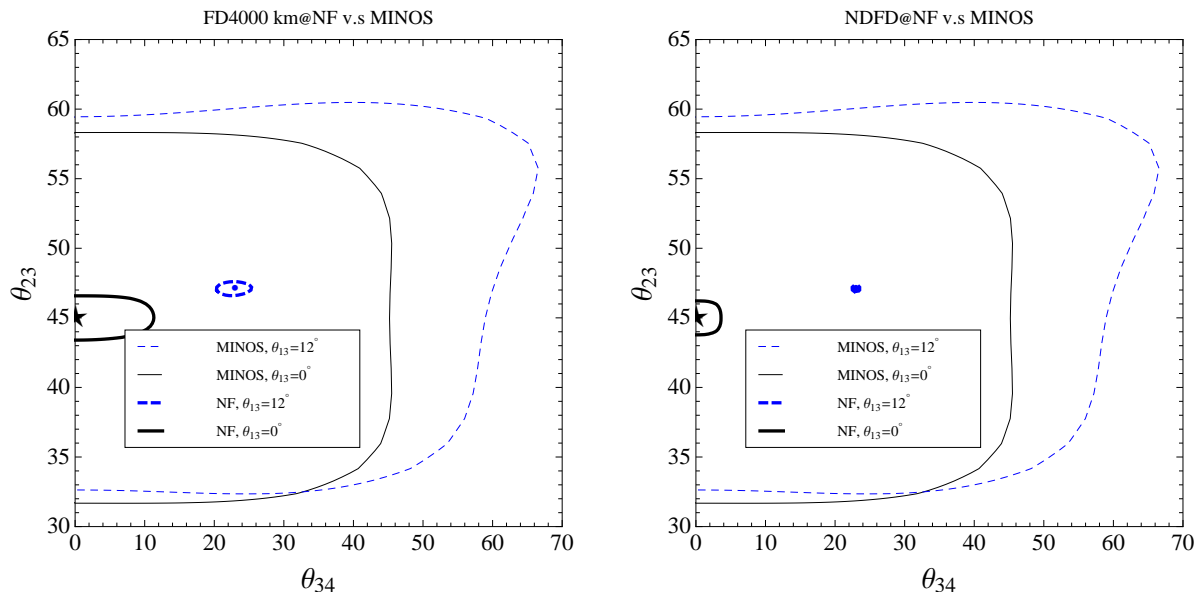 FD4000 km@NF v.s MINOS
65
60
55
50
45
40
35
30
θ23
0 10 20 30 40 50 60 70
θ34
MINOS, θ13=12°
MINOS, θ13=0°
NF, θ13=12°
NF, θ13=0°
NDFD@NF v.s MINOS
65
60
55
50
45
40
35
30
θ23
0 10 20 30 40 50 60 70
θ34
MINOS, θ13=12°
MINOS, θ13=0°
NF, θ13=12°
NF, θ13=0°